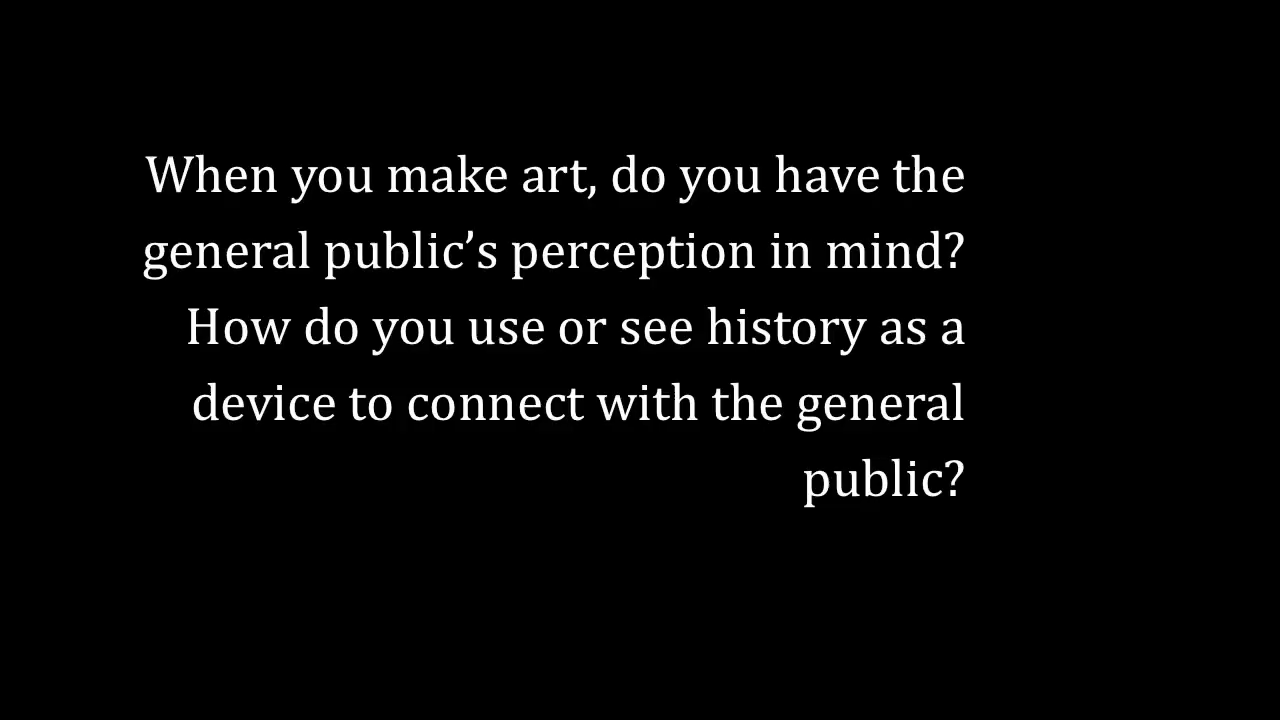 When you make art, do you have the
general public’s perception in mind?
How do you use or see history as a
device to connect with the general
public?